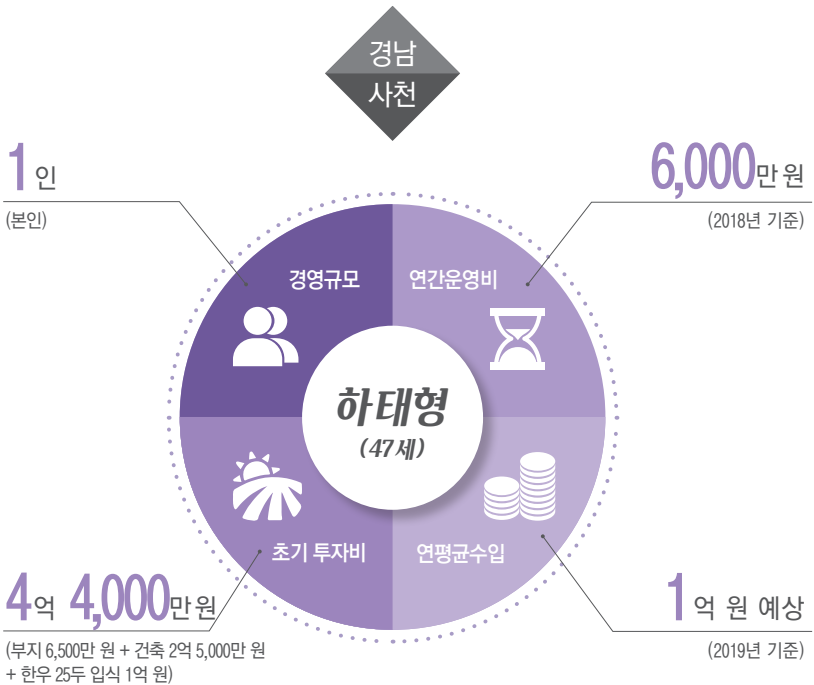 경남
사천
1인
(본인)
6,000만 원
(2018년 기준)
경영규모
연간운영비
하태형
(47세)
초기 투자비
연평균수입
4억 4,000만원
(부지 6,500만 원 + 건축 2억 5,000만 원
+ 한우 25두 입식 1억 원)
1억 원 예상
(2019년 기준)